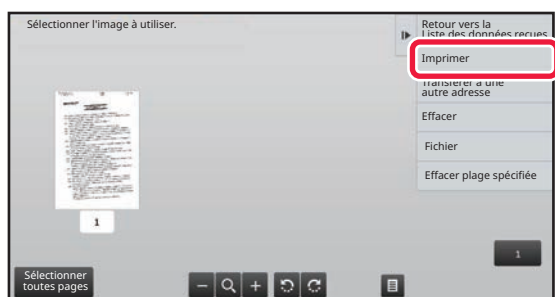 Sélectionner l'image à utiliser.
Retour vers la
Liste des données reçues
Imprimer
Transférer à une
autre adresse
Effacer
Fichier
Effacer plage spécifiée
1
1
Sélectionner
toutes pages